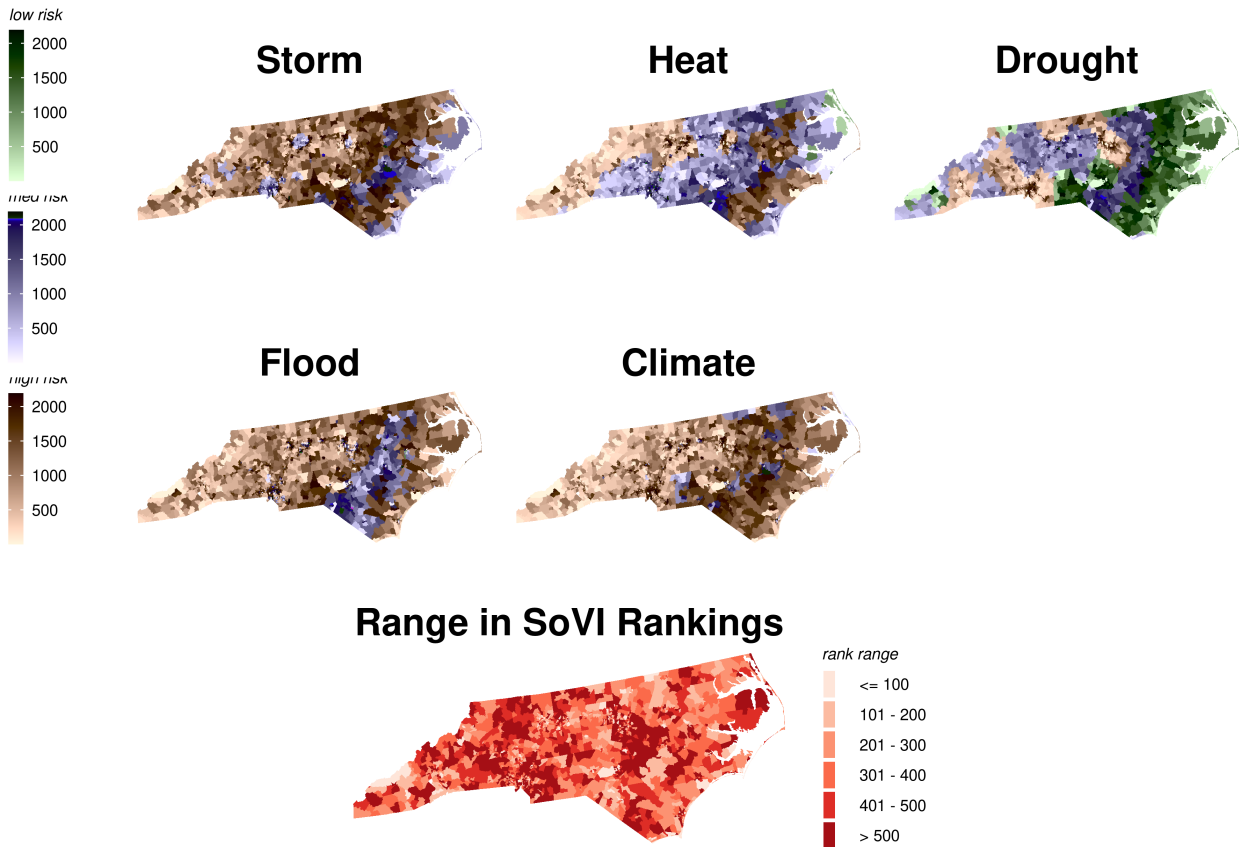 low risk
2000
1500
1000
500
Storm
Heat
Drought
med risk
2000
1500
1000
500
high risk
2000
1500
1000
500
Flood
Climate
Range in SoVI Rankings
rank range
<= 100
101 - 200
201 - 300
301 - 400
401 - 500
> 500